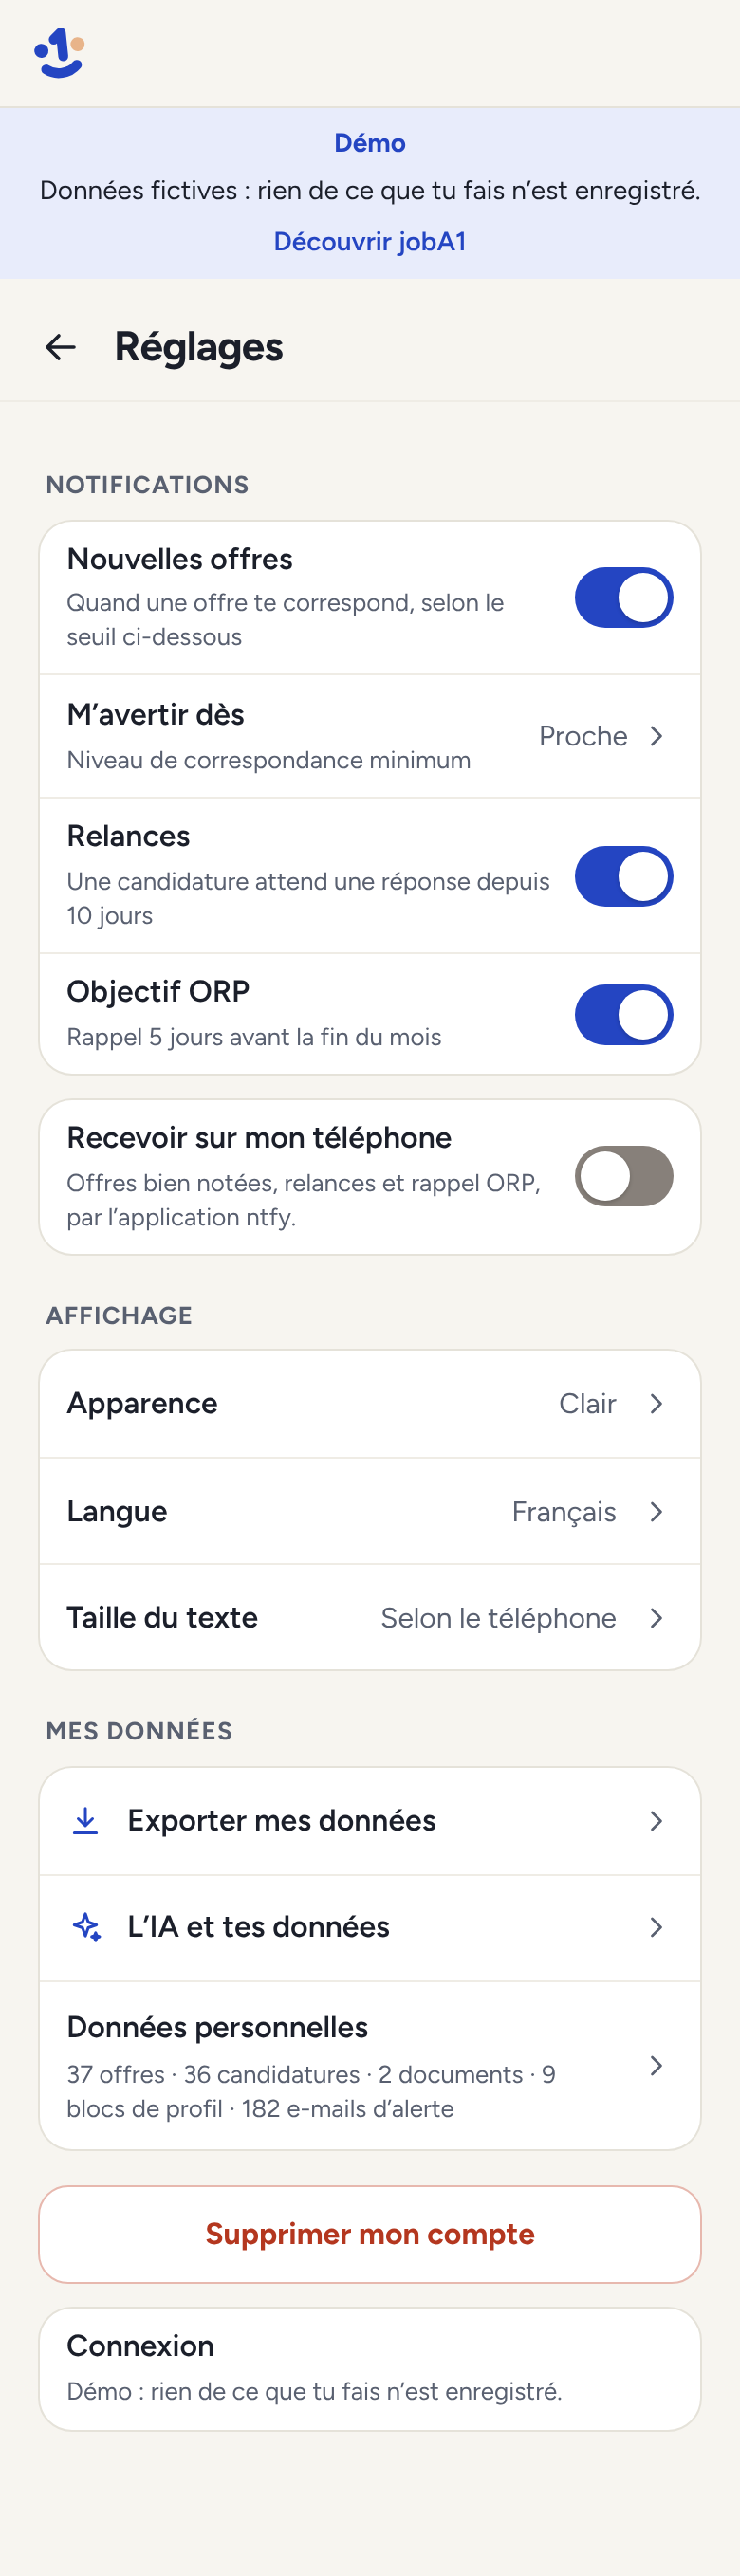 Démo
Données fictives : rien de ce que tu fais n’est enregistré.
Découvrir jobA1
Réglages
NOTIFICATIONS
Nouvelles offres
Quand une offre te correspond, selon le
seuil ci-dessous
M’avertir dès
Niveau de correspondance minimum
Proche
Relances
Une candidature attend une réponse depuis
10 jours
Objectif ORP
Rappel 5 jours avant la fin du mois
Recevoir sur mon téléphone
Offres bien notées, relances et rappel ORP,
par l’application ntfy.
AFFICHAGE
Apparence
Clair
Langue
Français
Taille du texte
Selon le téléphone
MES DONNÉES
Exporter mes données
L’IA et tes données
Données personnelles
37 offres · 36 candidatures · 2 documents · 9
blocs de profil · 182 e-mails d’alerte
Supprimer mon compte
Connexion
Démo : rien de ce que tu fais n’est enregistré.